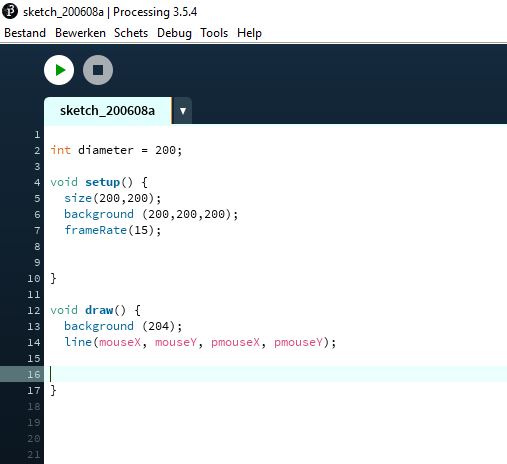 sketch_200608a | Processing 3.5.4
Bestand Bewerken Schets Debug Tools Help
sketch_200608a ▼
1
2 int diameter = 200;
3
4 void setup() {
5 size(200,200);
6 background (200,200,200);
7 frameRate(15);
8
9
10 }
11
12 void draw() {
13 background (204);
14 line(mouseX, mouseY, pmouseX, pmouseY);
15
16
17 }
18
19
20
21